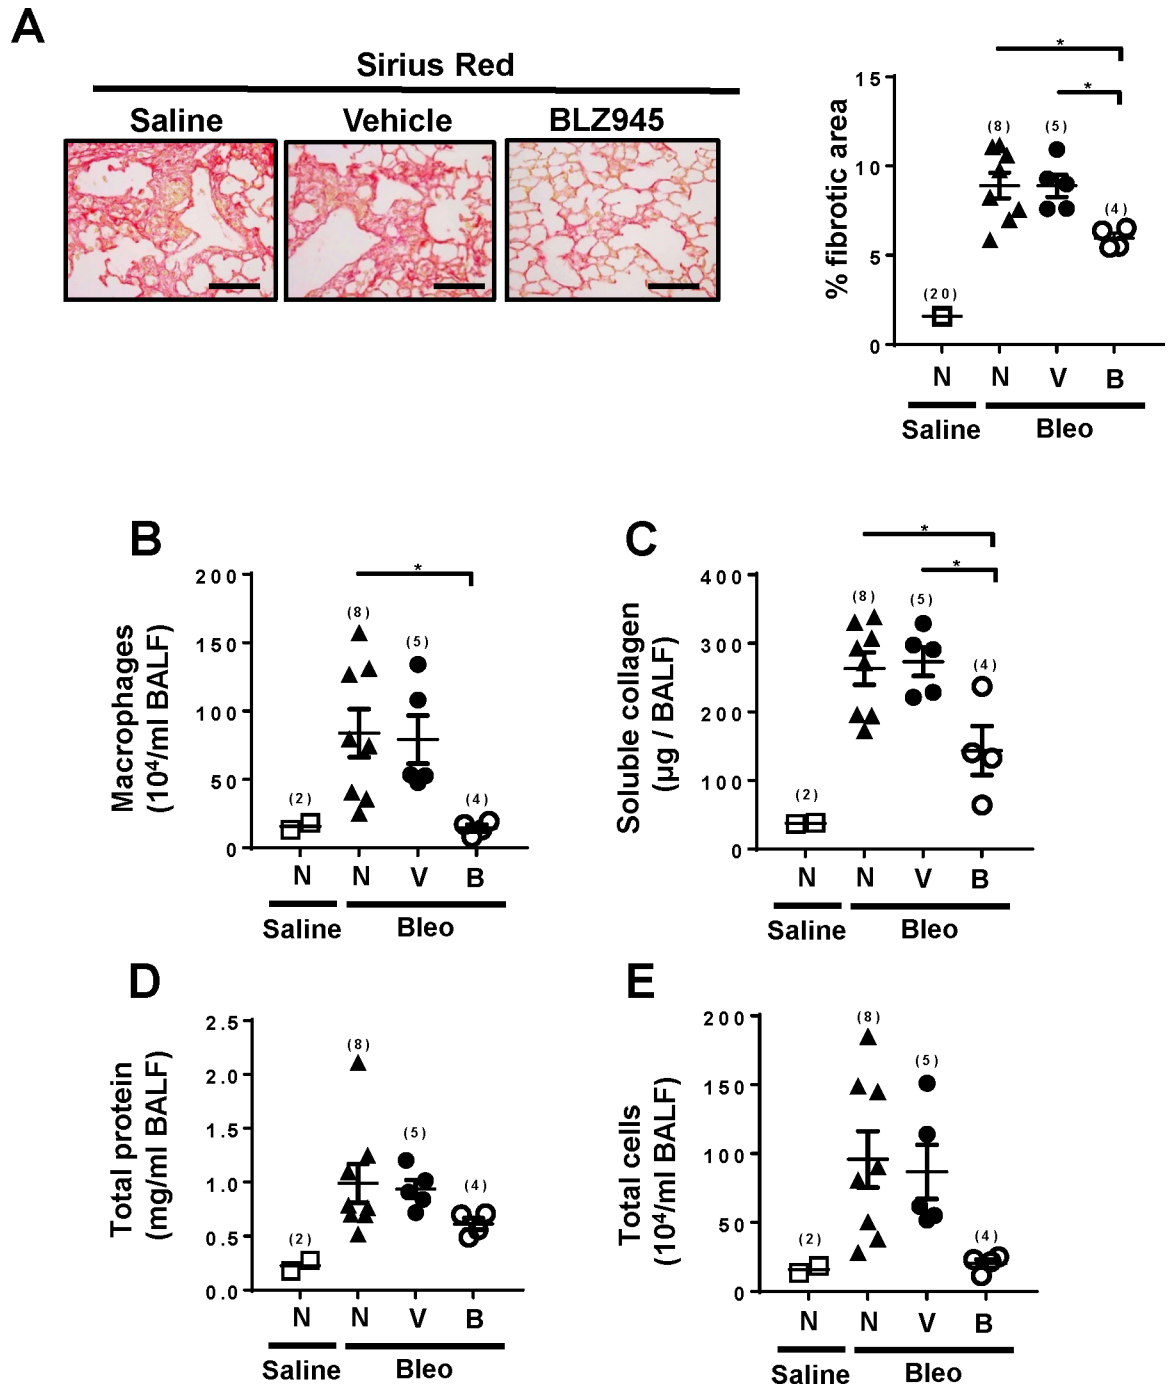 A
Sirius Red
Saline Vehicle BLZ945
% fibrotic area
15
10
5
0
*
*
(20) (8) (5) (4)
N N V B
Saline Bleo
B
Macrophages
(10⁴/ml BALF)
200
150
100
50
0
*
(2) (8) (5) (4)
N N V B
Saline Bleo
C
Soluble collagen
(µg / BALF)
400
300
200
100
0
*
*
(2) (8) (5) (4)
N N V B
Saline Bleo
D
Total protein
(mg/ml BALF)
2.5
2.0
1.5
1.0
0.5
0.0
(2) (8) (5) (4)
N N V B
Saline Bleo
E
Total cells
(10⁴/ml BALF)
200
150
100
50
0
(2) (8) (5) (4)
N N V B
Saline Bleo